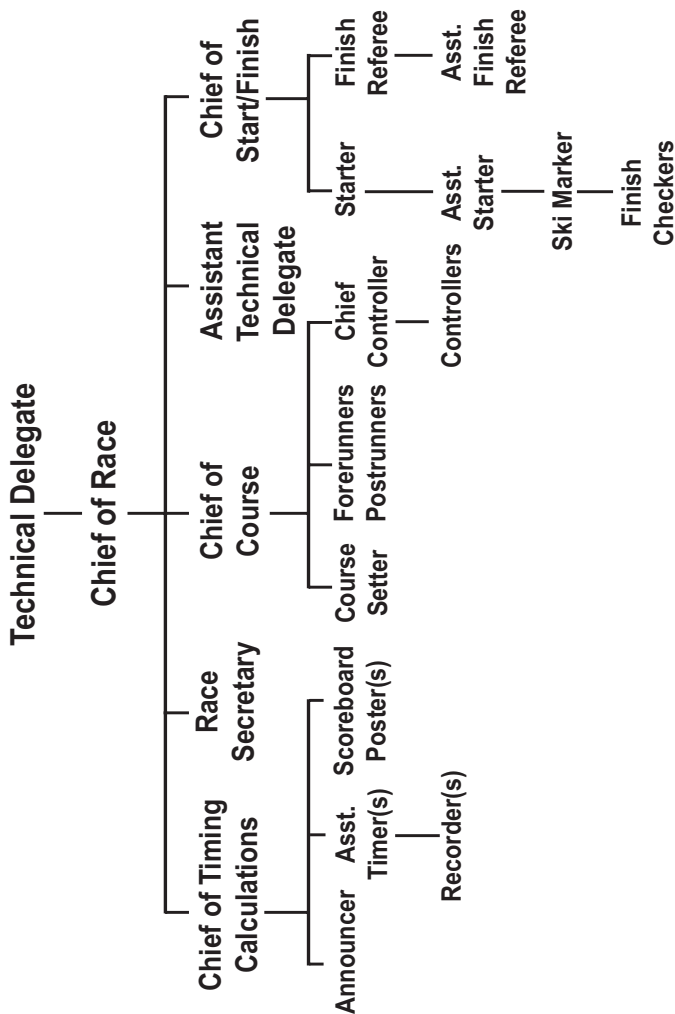 Technical Delegate
Chief of Race
Chief of Timing
Calculations
Race
Secretary
Chief of
Course
Assistant
Technical
Delegate
Chief of
Start/Finish
Announcer
Asst.
Timer(s)
Recorder(s)
Scoreboard
Poster(s)
Course
Setter
Forerunners
Postrunners
Chief
Controller
Controllers
Starter
Asst.
Starter
Ski Marker
Finish
Checkers
Finish
Referee
Asst.
Finish
Referee